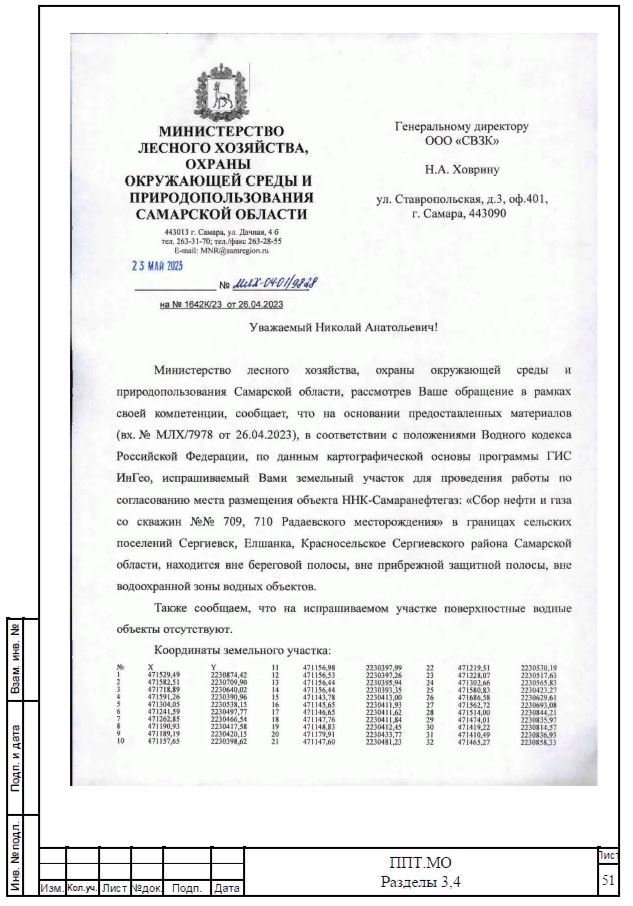 МИНИСТЕРСТВО
ЛЕСНОГО ХОЗЯЙСТВА,
ОХРАНЫ
ОКРУЖАЮЩЕЙ СРЕДЫ И
ПРИРОДОПОЛЬЗОВАНИЯ
САМАРСКОЙ ОБЛАСТИ
443013 г. Самара, ул. Дачная, 4 б
тел. 263-31-70; тел./факс 263-28-55
E-mail: MNR@samregion.ru
23 МАЙ 2023
№ МЛХ-04-01/9828
на № 1642К/23 от 26.04.2023
Генеральному директору
ООО «СВЗК»
Н.А. Ховрину
ул. Ставропольская, д.3, оф.401,
г. Самара, 443090
Уважаемый Николай Анатольевич!
Министерство лесного хозяйства, охраны окружающей среды и
природопользования Самарской области, рассмотрев Ваше обращение в рамках
своей компетенции, сообщает, что на основании предоставленных материалов
(вх. № МЛХ/7978 от 26.04.2023), в соответствии с положениями Водного кодекса
Российской Федерации, по данным картографической основы программы ГИС
ИнГео, испрашиваемый Вами земельный участок для проведения работы по
согласованию места размещения объекта ННК-Самаранефтегаз: «Сбор нефти и газа
со скважин №№ 709, 710 Радаевского месторождения» в границах сельских
поселений Сергиевск, Елшанка, Красносельское Сергиевского района Самарской
области, находится вне береговой полосы, вне прибрежной защитной полосы, вне
водоохранной зоны водных объектов.
Также сообщаем, что на испрашиваемом участке поверхностные водные
объекты отсутствуют.
Координаты земельного участка:
№ X Y 11 471156,98 2230397,99 22 471219,51 2230530,19
1 471529,49 2230874,42 12 471156,53 2230397,26 23 471228,07 2230517,63
2 471582,51 2230709,90 13 471156,44 2230395,94 24 471302,66 2230565,83
3 471718,89 2230640,02 14 471156,44 2230393,35 25 471580,83 2230423,27
4 471591,26 2230390,96 15 471143,78 2230413,00 26 471686,58 2230629,61
5 471304,05 2230538,15 16 471145,65 2230411,93 27 471562,72 2230693,08
6 471241,59 2230497,77 17 471146,65 2230411,62 28 471514,00 2230844,21
7 471262,85 2230466,54 18 471147,76 2230411,84 29 471474,01 2230835,97
8 471190,93 2230417,58 19 471148,83 2230412,45 30 471419,22 2230814,57
9 471189,19 2230420,15 20 471179,91 2230433,77 31 471410,49 2230836,93
10 471157,65 2230398,62 21 471147,60 2230481,23 32 471465,27 2230858,33
Взам. инв. №
Подп. и дата
Инв. № подл.
Изм. Кол.уч. Лист №док. Подп. Дата
ППТ.МО
Разделы 3,4
Лист
51